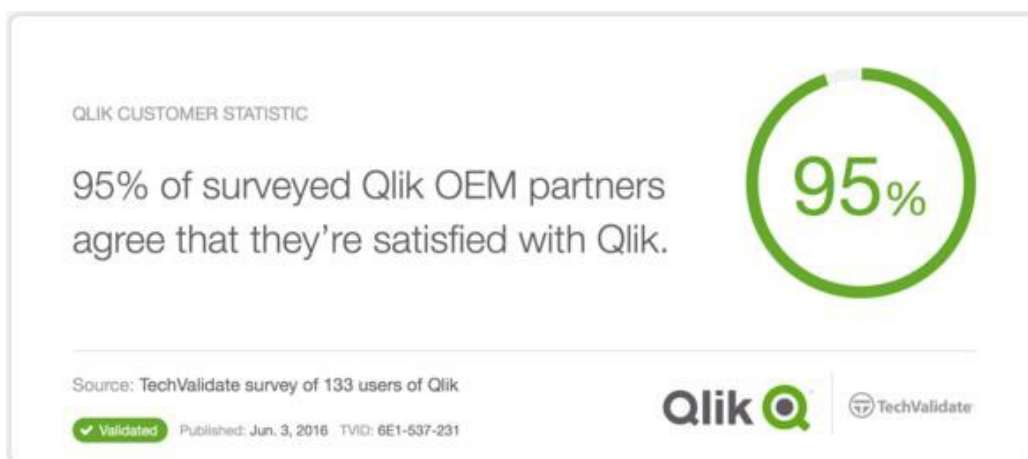 QLIK CUSTOMER STATISTIC
95% of surveyed Qlik OEM partners
agree that they're satisfied with Qlik.
95%
Source: TechValidate survey of 133 users of Qlik
Validated Published: Jun. 3, 2016 TVID: 6E1-537-231
Qlik
TechValidate